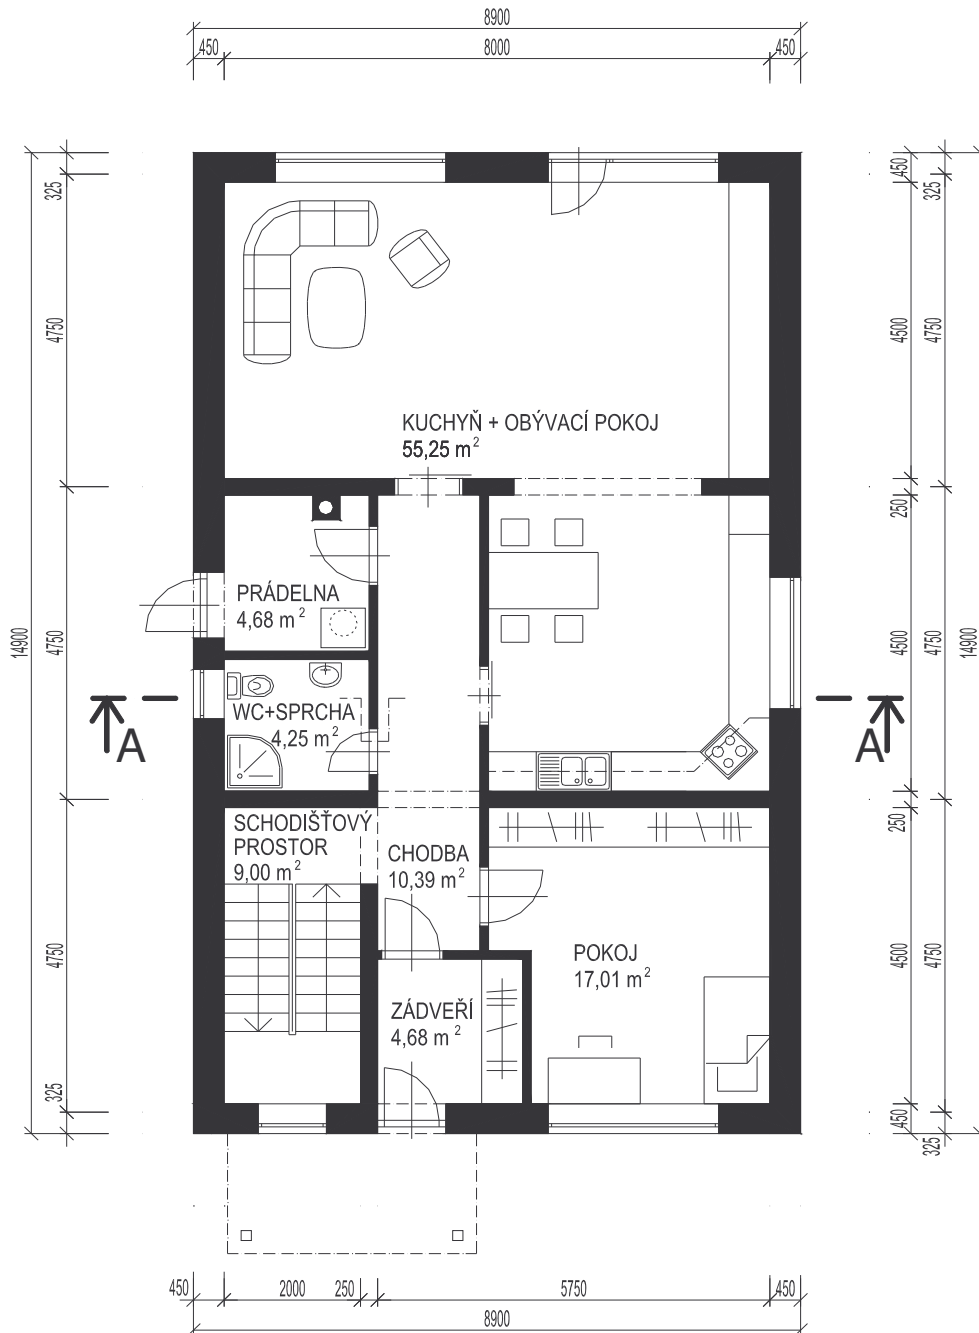 8900
450
8000
450
325
4750
4750
4750
325
14900
450
4500
250
4500
250
4500
450
325
4750
4750
4750
325
14900
KUCHYŇ + OBÝVACÍ POKOJ
55,25 m²
PRÁDELNA
4,68 m²
WC+SPRCHA
4,25 m²
A
A
SCHODIŠŤOVÝ
PROSTOR
9,00 m²
CHODBA
10,39 m²
POKOJ
17,01 m²
ZÁDVEŘÍ
4,68 m²
450
2000
250
5750
450
8900